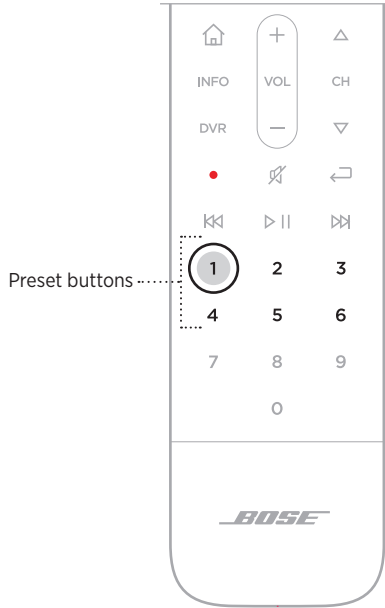 +
INFO VOL CH
DVR −
1 2 3
Preset buttons
4 5 6
7 8 9
0
BOSE